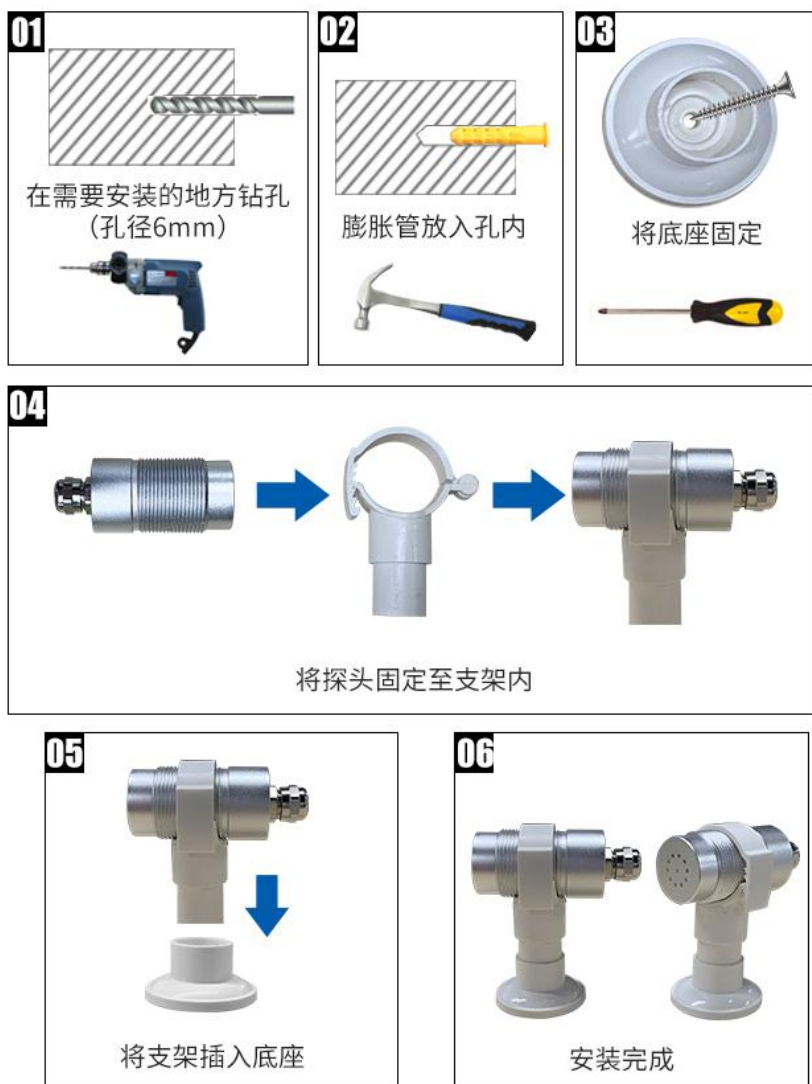 01
在需要安装的地方钻孔
（孔径6mm）
02
膨胀管放入孔内
03
将底座固定
04
将探头固定至支架内
05
将支架插入底座
06
安装完成